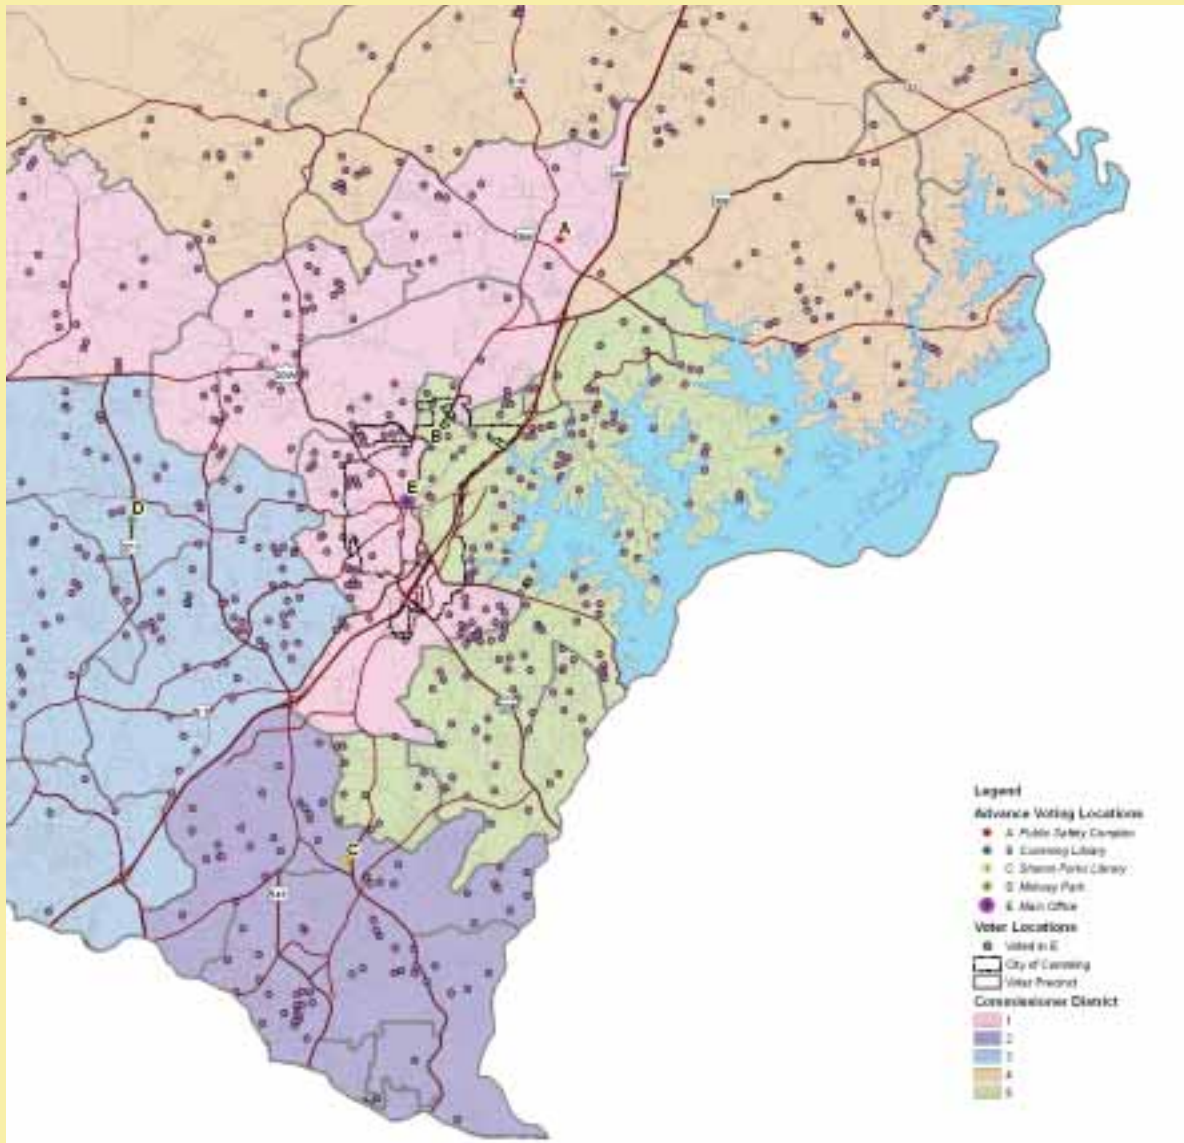 A
B
E
D
C
Legend
Advance Voting Locations
A Public Safety Complex
B Cumming Library
C Sharon Forks Library
D Midway Park
E Main Office
Voter Locations
Voted in E
City of Cumming
Voter Precinct
Commissioner District
1
2
3
4
5